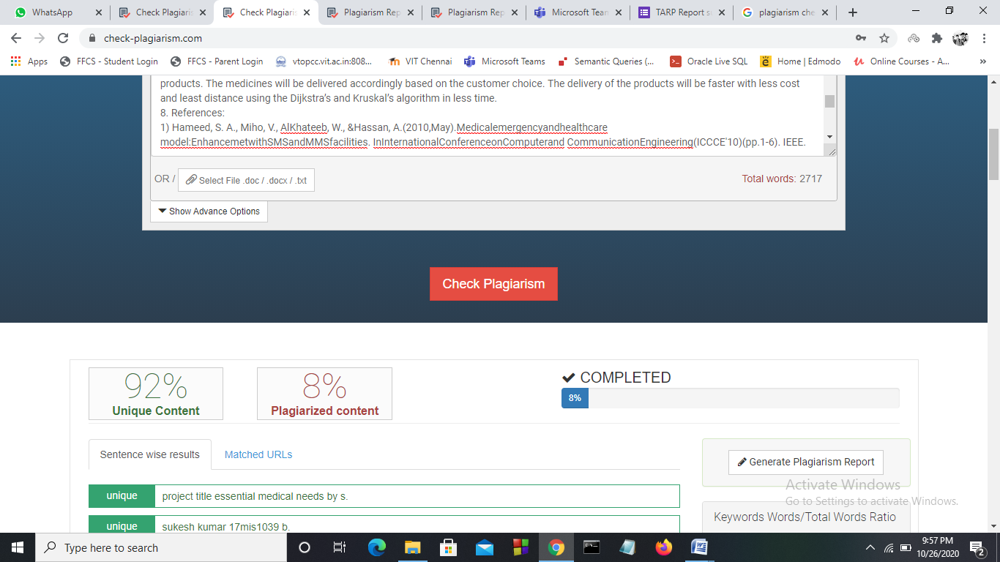 WhatsApp
Check Plagiaris
Check Plagiaris
Plagiarism Rep
Plagiarism Rep
Microsoft Tean
TARP Report s
plagiarism che
check-plagiarism.com
Apps
FFCS - Student Login
FFCS - Parent Login
vtopcc.vit.ac.in:808...
VIT Chennai
Microsoft Teams
Semantic Queries (...
Oracle Live SQL
Home | Edmodo
Online Courses - A...
»
products. The medicines will be delivered accordingly based on the customer choice. The delivery of the products will be faster with less cost
and least distance using the Dijkstra’s and Kruskal’s algorithm in less time.
8. References:
1) Hameed, S. A., Miho, V., AlKhateeb, W., &Hassan, A.(2010,May).Medicalemergencyandhealthcare
model:EnhancemetwithSMSandMMSfacilities. InInternationalConferenceonComputerand CommunicationEngineering(ICCCE'10)(pp.1-6). IEEE.
OR / Select File .doc / .docx / .txt
Total words: 2717
Show Advance Options
Check Plagiarism
92%
Unique Content
8%
Plagiarized content
COMPLETED
8%
Sentence wise results
Matched URLs
Generate Plagiarism Report
unique project title essential medical needs by s.
unique sukesh kumar 17mis1039 b.
Activate Windows
Go to Settings to activate Windows.
Keywords Words/Total Words Ratio
Type here to search
9:57 PM
10/26/2020
2